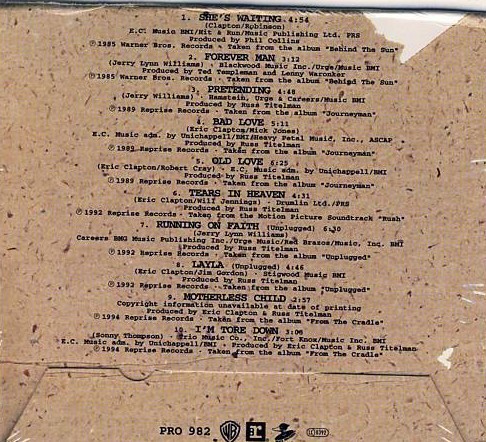 1. SHE'S WAITING 4:54
(Clapton/Robinson)
E.C. Music BMI/Hit & Run/Music Publishing Ltd. PRS
Produced by Phil Collins
℗1985 Warner Bros. Records · Taken from the album "Behind The Sun"
2. FOREVER MAN 3:12
(Jerry Lynn Williams) · Blackwood Music Inc./Urge/Music BMI
Produced by Ted Templeman and Lenny Waronker
℗1985 Warner Bros. Records · Taken from the album "Behind The Sun"
3. PRETENDING 4:48
(Jerry Williams) · Hamstein, Urge & Careers/Music BMI
Produced by Russ Titelman
℗1989 Reprise Records · Taken from the album "Journeyman"
4. BAD LOVE 5:11
(Eric Clapton/Mick Jones)
E.C. Music adm. by Unichappell/BMI/Heavy Petal Music, Inc., ASCAP
Produced by Russ Titelman
℗1989 Reprise Records · Taken from the album "Journeyman"
5. OLD LOVE 6:25
(Eric Clapton/Robert Cray) · E.C. Music adm. by Unichappell/BMI
Produced by Russ Titelman
℗1989 Reprise Records · Taken from the album "Journeyman"
6. TEARS IN HEAVEN 4:31
(Eric Clapton/Will Jennings) · Drumlin Ltd./PRS
Produced by Russ Titelman
℗1992 Reprise Records · Taken from the Motion Picture Soundtrack "Rush"
7. RUNNING ON FAITH (Unplugged) 6:30
(Jerry Lynn Williams)
Careers BMG Music Publishing Inc./Urge Music/Red Brazos/Music, Inc. BMI
Produced by Russ Titelman
℗1992 Reprise Records · Taken from the album "Unplugged"
8. LAYLA (Unplugged) 4:46
(Eric Clapton/Jim Gordon) · Stigwood Music BMI
Produced by Russ Titelman
℗1992 Reprise Records · Taken from the album "Unplugged"
9. MOTHERLESS CHILD 2:57
Copyright information unavailable at date of printing
Produced by Eric Clapton & Russ Titelman
℗1994 Reprise Records · Taken from the album "From The Cradle"
10. I'M TORE DOWN 3:06
(Sonny Thompson) · Trio Music Co., Inc./Fort Knox/Music Inc. BMI
E.C. Music adm. by Unichappell/BMI · Produced by Eric Clapton & Russ Titelman
℗1994 Reprise Records · Taken from the album "From The Cradle"
PRO 982